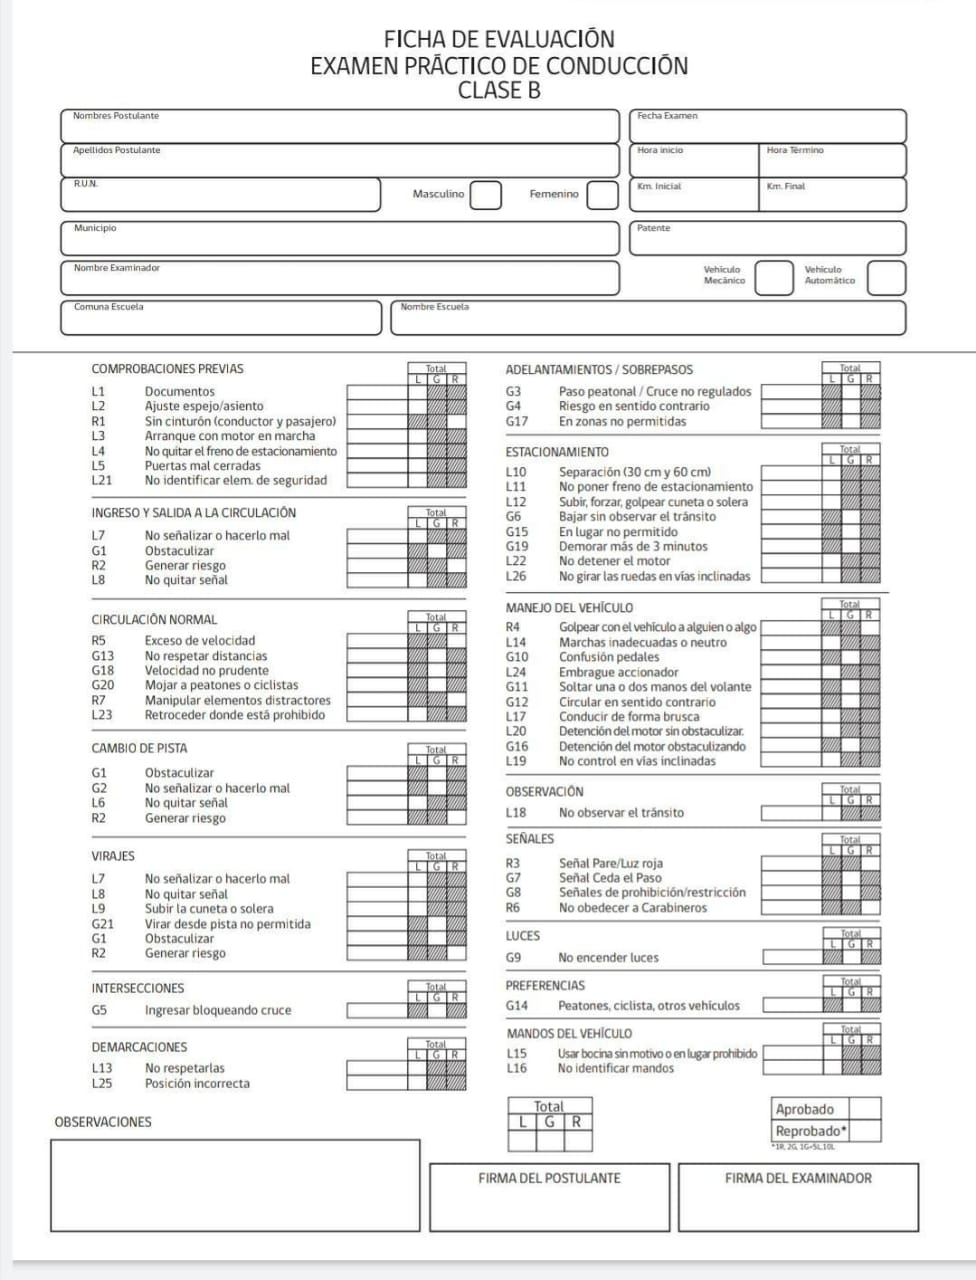 FICHA DE EVALUACIÓN
EXAMEN PRÁCTICO DE CONDUCCIÓN
CLASE B
Nombres Postulante
Fecha Examen
Apellidos Postulante
Hora inicio
Hora Término
R.U.N.
Masculino
Femenino
Km. Inicial
Km. Final
Municipio
Patente
Nombre Examinador
Vehículo Mecánico
Vehículo Automático
Comuna Escuela
Nombre Escuela
COMPROBACIONES PREVIAS
Total
L G R
L1 Documentos
L2 Ajuste espejo/asiento
R1 Sin cinturón (conductor y pasajero)
L3 Arranque con motor en marcha
L4 No quitar el freno de estacionamiento
L5 Puertas mal cerradas
L21 No identificar elem. de seguridad
INGRESO Y SALIDA A LA CIRCULACIÓN
Total
L G R
L7 No señalizar o hacerlo mal
G1 Obstaculizar
R2 Generar riesgo
L8 No quitar señal
CIRCULACIÓN NORMAL
Total
L G R
R5 Exceso de velocidad
G13 No respetar distancias
G18 Velocidad no prudente
G20 Mojar a peatones o ciclistas
R7 Manipular elementos distractores
L23 Retroceder donde está prohibido
CAMBIO DE PISTA
Total
L G R
G1 Obstaculizar
G2 No señalizar o hacerlo mal
L6 No quitar señal
R2 Generar riesgo
VIRAJES
Total
L G R
L7 No señalizar o hacerlo mal
L8 No quitar señal
L9 Subir la cuneta o solera
G21 Virar desde pista no permitida
G1 Obstaculizar
R2 Generar riesgo
INTERSECCIONES
Total
L G R
G5 Ingresar bloqueando cruce
DEMARCACIONES
Total
L G R
L13 No respetarlas
L25 Posición incorrecta
ADELANTAMIENTOS / SOBREPASOS
Total
L G R
G3 Paso peatonal / Cruce no regulados
G4 Riesgo en sentido contrario
G17 En zonas no permitidas
ESTACIONAMIENTO
Total
L G R
L10 Separación (30 cm y 60 cm)
L11 No poner freno de estacionamiento
L12 Subir, forzar, golpear cuneta o solera
G6 Bajar sin observar el tránsito
G15 En lugar no permitido
G19 Demorar más de 3 minutos
L22 No detener el motor
L26 No girar las ruedas en vías inclinadas
MANEJO DEL VEHÍCULO
Total
L G R
R4 Golpear con el vehículo a alguien o algo
L14 Marchas inadecuadas o neutro
G10 Confusión pedales
L24 Embrague accionador
G11 Soltar una o dos manos del volante
G12 Circular en sentido contrario
L17 Conducir de forma brusca
L20 Detención del motor sin obstaculizar.
G16 Detención del motor obstaculizando
L19 No control en vías inclinadas
OBSERVACIÓN
Total
L G R
L18 No observar el tránsito
SEÑALES
Total
L G R
R3 Señal Pare/Luz roja
G7 Señal Ceda el Paso
G8 Señales de prohibición/restricción
R6 No obedecer a Carabineros
LUCES
Total
L G R
G9 No encender luces
PREFERENCIAS
Total
L G R
G14 Peatones, ciclista, otros vehículos
MANDOS DEL VEHÍCULO
Total
L G R
L15 Usar bocina sin motivo o en lugar prohibido
L16 No identificar mandos
Total
L G R
Aprobado
Reprobado*
*1R, 2G, 1G+5L,10L
OBSERVACIONES
FIRMA DEL POSTULANTE
FIRMA DEL EXAMINADOR